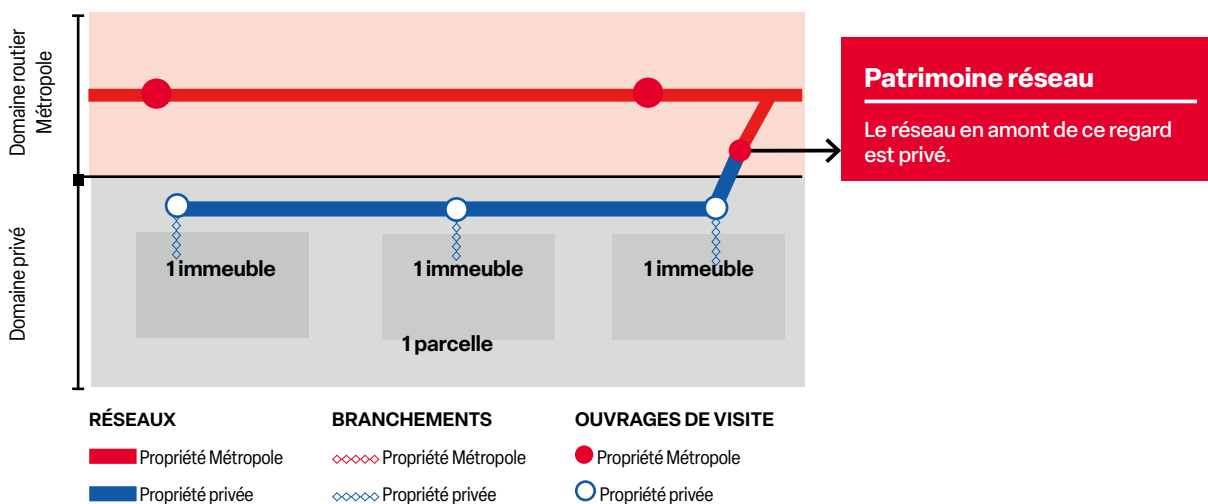 Domaine routier
Métropole
Domaine privé
Patrimoine réseau
Le réseau en amont de ce regard
est privé.
1 immeuble
1 immeuble
1 immeuble
1 parcelle
RÉSEAUX
Propriété Métropole
Propriété privée
BRANCHEMENTS
Propriété Métropole
Propriété privée
OUVRAGES DE VISITE
Propriété Métropole
Propriété privée